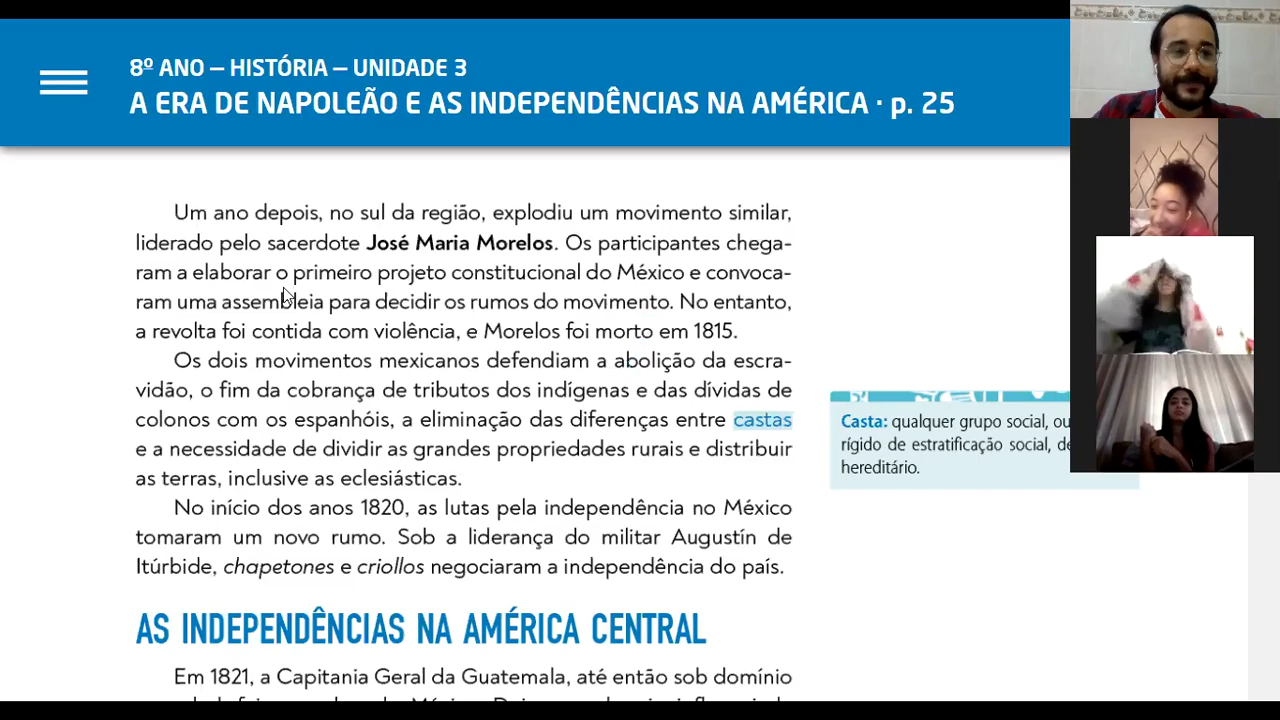 8º ANO – HISTÓRIA – UNIDADE 3
A ERA DE NAPOLEÃO E AS INDEPENDÊNCIAS NA AMÉRICA · p. 25
Um ano depois, no sul da região, explodiu um movimento similar,
liderado pelo sacerdote José Maria Morelos. Os participantes chega-
ram a elaborar o primeiro projeto constitucional do México e convoca-
ram uma assembleia para decidir os rumos do movimento. No entanto,
a revolta foi contida com violência, e Morelos foi morto em 1815.
Os dois movimentos mexicanos defendiam a abolição da escra-
vidão, o fim da cobrança de tributos dos indígenas e das dívidas de
colonos com os espanhóis, a eliminação das diferenças entre castas
e a necessidade de dividir as grandes propriedades rurais e distribuir
as terras, inclusive as eclesiásticas.
No início dos anos 1820, as lutas pela independência no México
tomaram um novo rumo. Sob a liderança do militar Augustín de
Itúrbide, chapetones e criollos negociaram a independência do país.
AS INDEPENDÊNCIAS NA AMÉRICA CENTRAL
Em 1821, a Capitania Geral da Guatemala, até então sob domínio
Casta: qualquer grupo social, ou
rígido de estratificação social, de
hereditário.